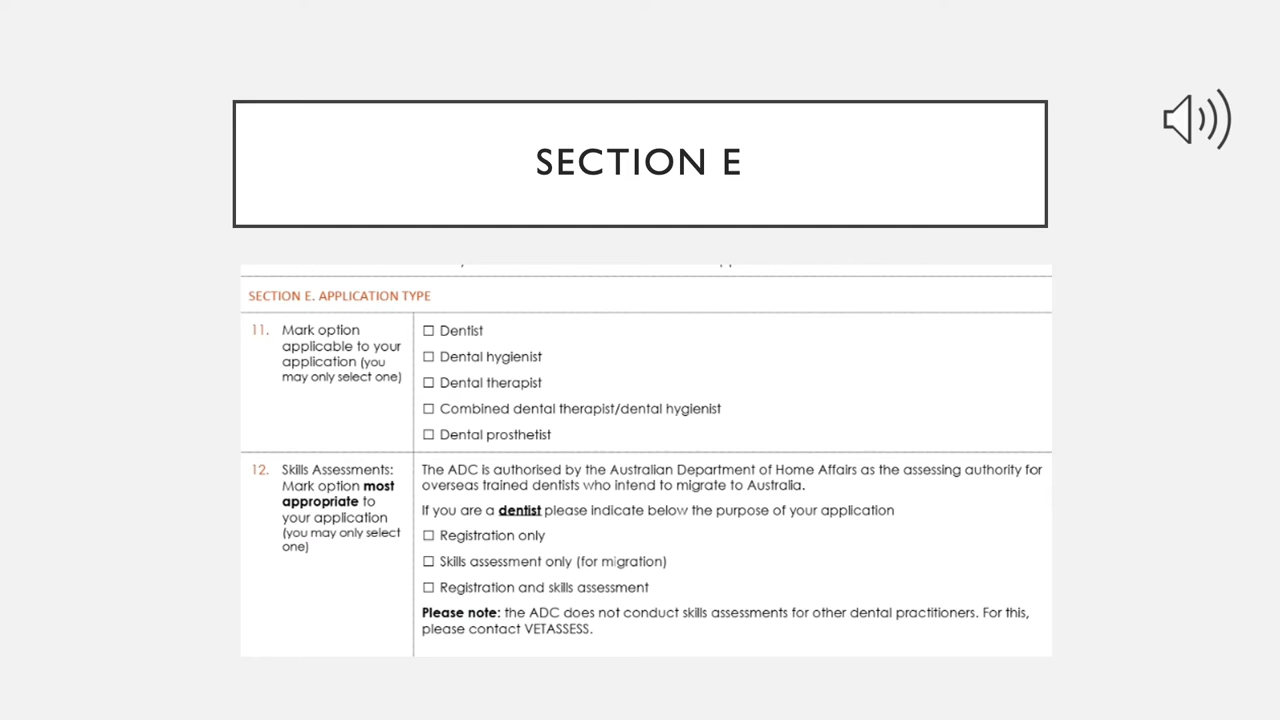 SECTION E
SECTION E. APPLICATION TYPE
11. Mark option
applicable to your
application (you
may only select one)
☐ Dentist
☐ Dental hygienist
☐ Dental therapist
☐ Combined dental therapist/dental hygienist
☐ Dental prosthetist
12. Skills Assessments:
Mark option most
appropriate to
your application
(you may only select
one)
The ADC is authorised by the Australian Department of Home Affairs as the assessing authority for
overseas trained dentists who intend to migrate to Australia.
If you are a dentist please indicate below the purpose of your application
☐ Registration only
☐ Skills assessment only (for migration)
☐ Registration and skills assessment
Please note: the ADC does not conduct skills assessments for other dental practitioners. For this,
please contact VETASSESS.